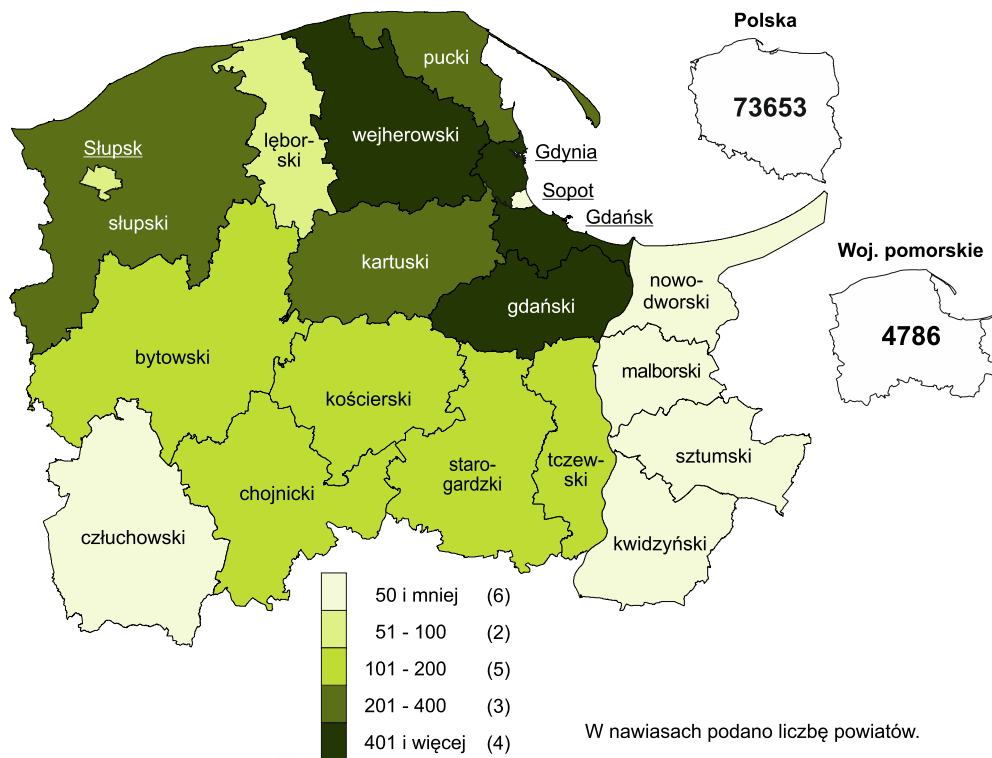 Polska
73653
pucki
wejherowski
lębor-
ski
Słupsk
Gdynia
Sopot
Gdańsk
słupski
kartuski
Woj. pomorskie
4786
nowo-
dworski
gdański
bytowski
malborski
kościerski
sztumski
staro-
gardzki
tczew-
ski
chojnicki
człuchowski
kwidzyński
50 i mniej (6)
51 - 100 (2)
101 - 200 (5)
201 - 400 (3)
401 i więcej (4)
W nawiasach podano liczbę powiatów.